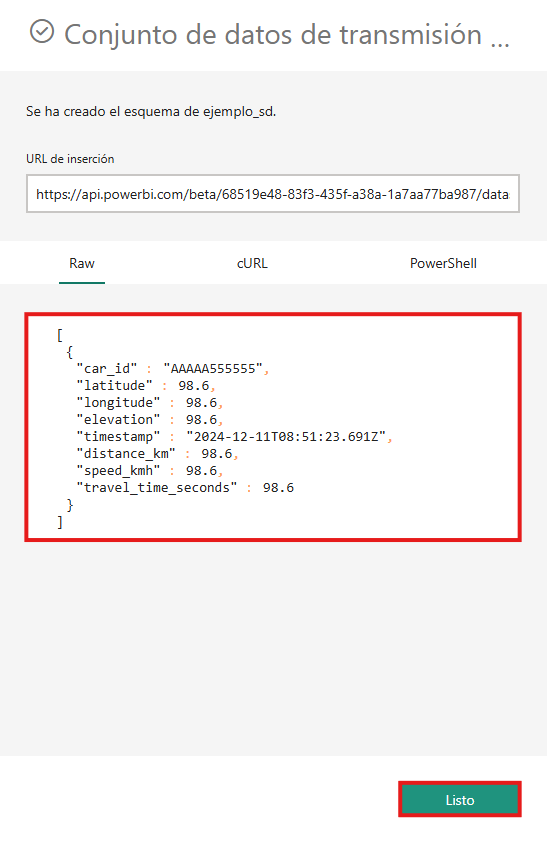 Conjunto de datos de transmisión ...
Se ha creado el esquema de ejemplo_sd.
URL de inserción
https://api.powerbi.com/beta/68519e48-83f3-435f-a38a-1a7aa77ba987/data
Raw cURL PowerShell
[
{
"car_id" : "AAAAA555555",
"latitude" : 98.6,
"longitude" : 98.6,
"elevation" : 98.6,
"timestamp" : "2024-12-11T08:51:23.691Z",
"distance_km" : 98.6,
"speed_kmh" : 98.6,
"travel_time_seconds" : 98.6
}
]
Listo